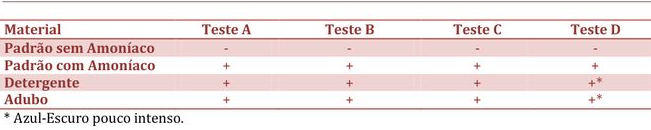 Material Teste A Teste B Teste C Teste D
Padrão sem Amoníaco - - - -
Padrão com Amoníaco + + + +
Detergente + + + +*
Adubo + + + +*
* Azul-Escuro pouco intenso.